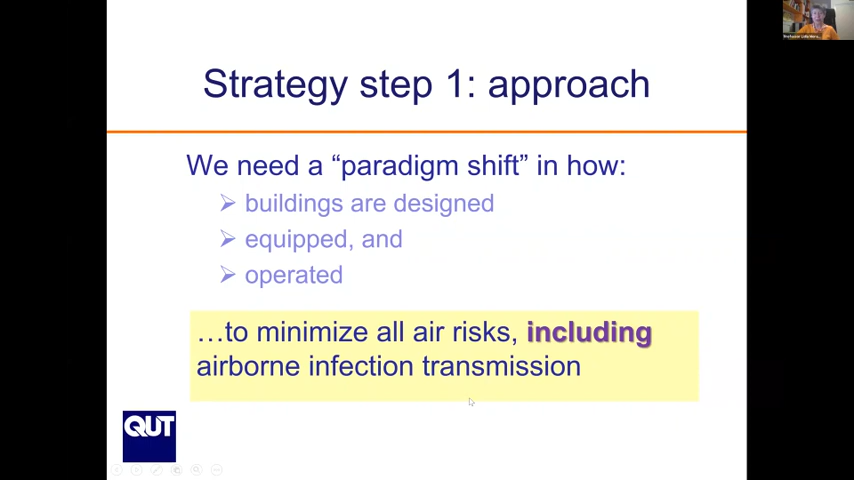 Strategy step 1: approach
We need a “paradigm shift” in how:
buildings are designed
equipped, and
operated
…to minimize all air risks, including
airborne infection transmission
QUT